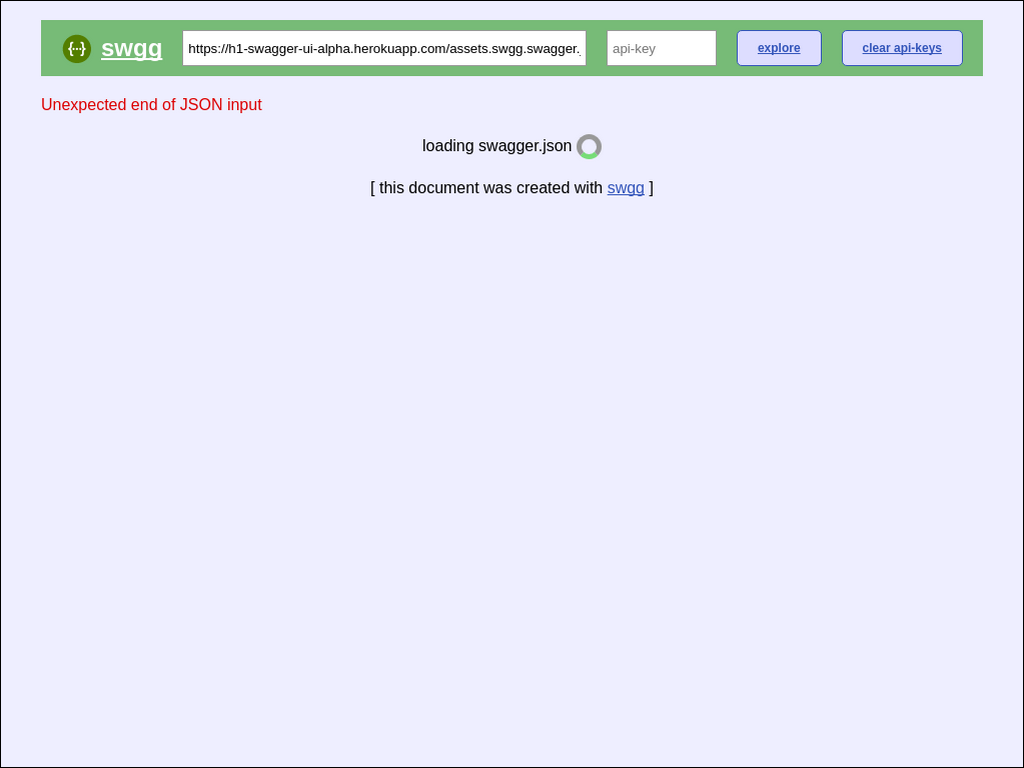 {···} swgg https://h1-swagger-ui-alpha.herokuapp.com/assets.swgg.swagger. api-key explore clear api-keys
Unexpected end of JSON input
loading swagger.json
[ this document was created with swgg ]